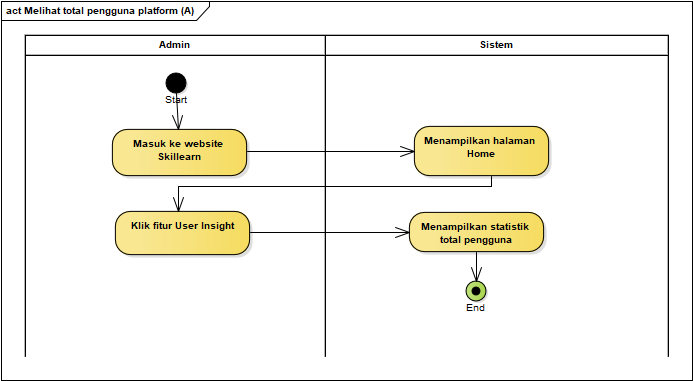 act Melihat total pengguna platform (A)
Admin
Sistem
Start
Masuk ke website
Skillearn
Menampilkan halaman
Home
Klik fitur User Insight
Menampilkan statistik
total pengguna
End